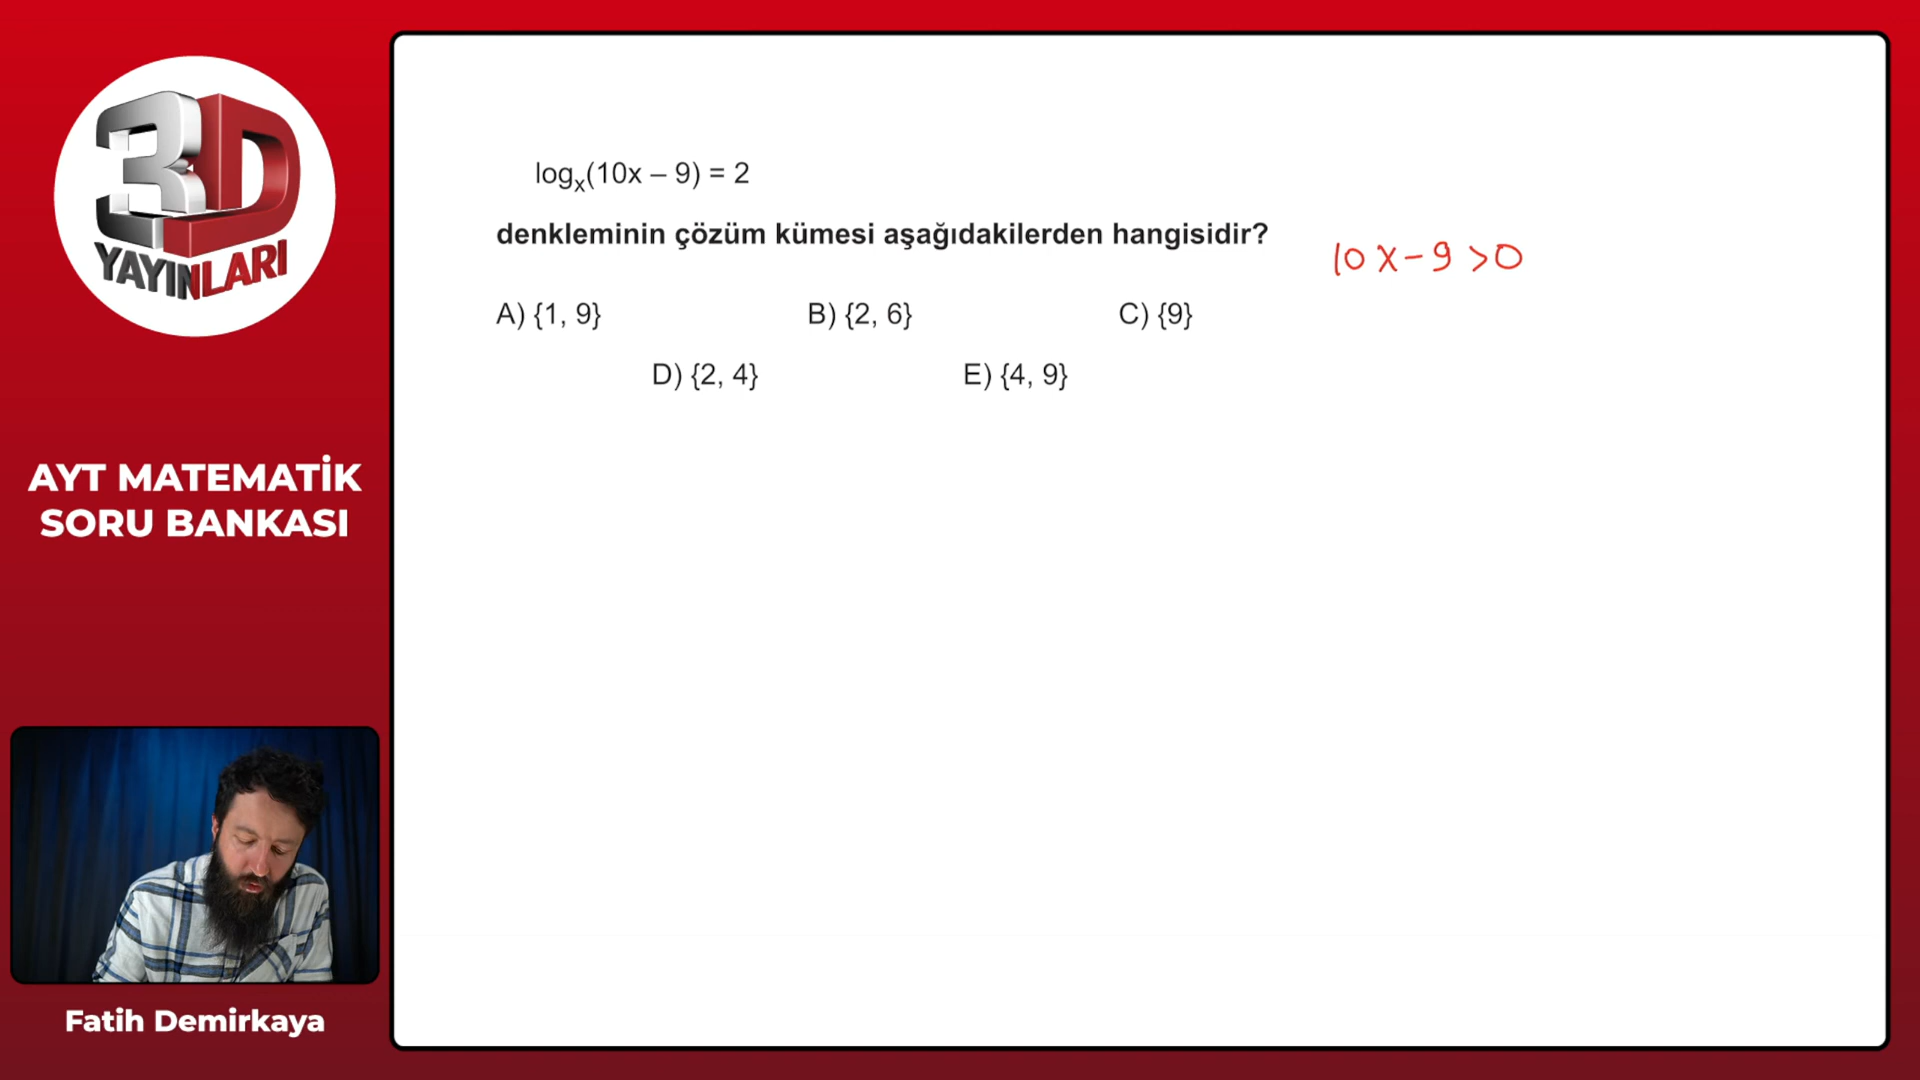 3D
YAYINLARI
AYT MATEMATİK
SORU BANKASI
Fatih Demirkaya
logₓ(10x – 9) = 2
denkleminin çözüm kümesi aşağıdakilerden hangisidir?
10x-9>0
A) {1, 9} B) {2, 6} C) {9}
D) {2, 4} E) {4, 9}